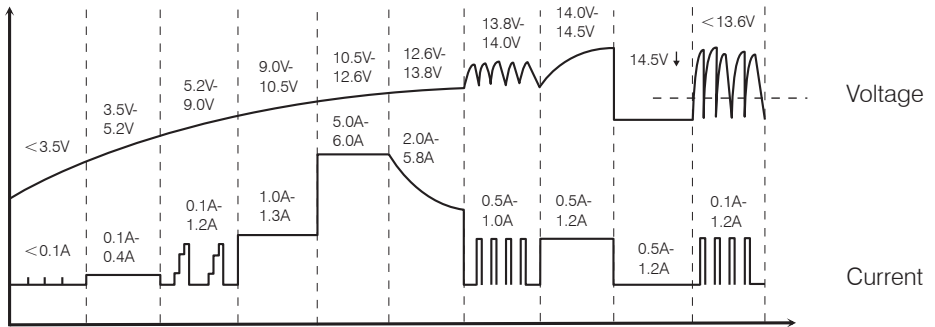 <3.5V
3.5V-
5.2V
5.2V-
9.0V
9.0V-
10.5V
10.5V-
12.6V
12.6V-
13.8V
13.8V-
14.0V
14.0V-
14.5V
14.5V↓
<13.6V
Voltage
<0.1A
0.1A-
0.4A
0.1A-
1.2A
1.0A-
1.3A
5.0A-
6.0A
2.0A-
5.8A
0.5A-
1.0A
0.5A-
1.2A
0.5A-
1.2A
0.1A-
1.2A
Current